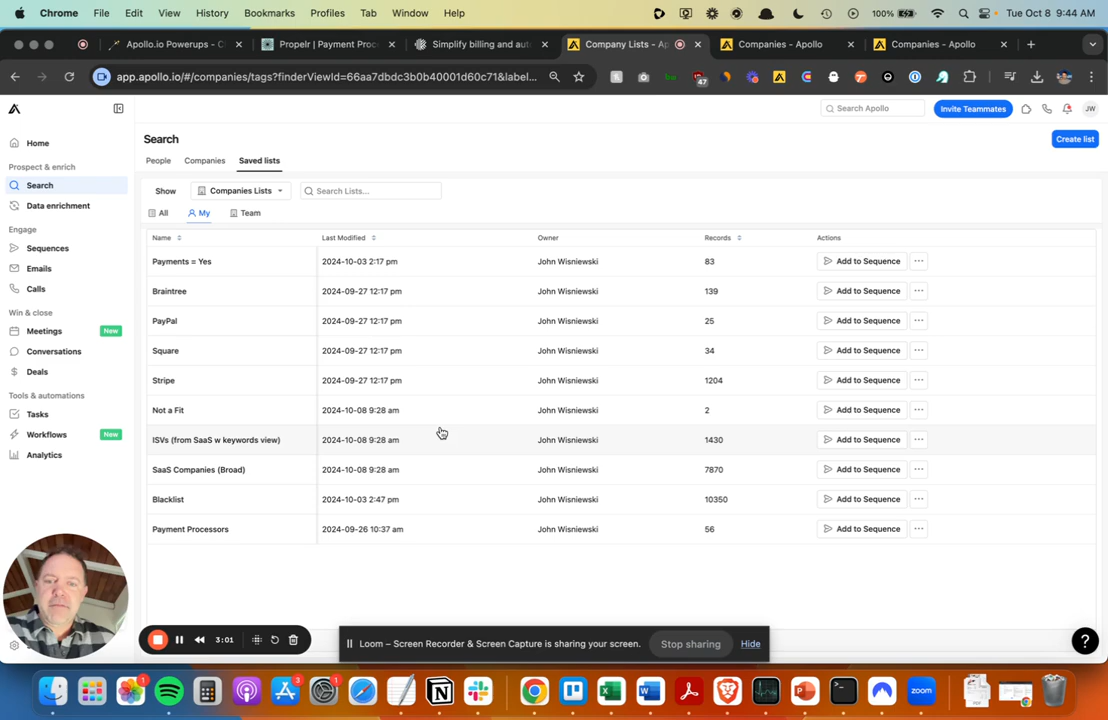 Chrome File Edit View History Bookmarks Profiles Tab Window Help 100% Tue Oct 8 9:44 AM
Apollo.io Powerups - C Propelr | Payment Proc Simplify billing and aut Company Lists - Ap Companies - Apollo Companies - Apollo
app.apollo.io/#/companies/tags?finderViewId=66aa7dbdc3b0b40001d60c71&label...
47
Search Apollo Invite Teammates JW
Home
Search Create list
Prospect & enrich
People Companies Saved lists
Search
Show Companies Lists Search Lists...
Data enrichment
All My Team
Engage
Name Last Modified Owner Records Actions
Sequences
Payments = Yes 2024-10-03 2:17 pm John Wisniewski 83 Add to Sequence ...
Emails
Braintree 2024-09-27 12:17 pm John Wisniewski 139 Add to Sequence ...
Calls
Win & close
PayPal 2024-09-27 12:17 pm John Wisniewski 25 Add to Sequence ...
Meetings New
Square 2024-09-27 12:17 pm John Wisniewski 34 Add to Sequence ...
Conversations
Deals
Stripe 2024-09-27 12:17 pm John Wisniewski 1204 Add to Sequence ...
Tools & automations
Not a Fit 2024-10-08 9:28 am John Wisniewski 2 Add to Sequence ...
Tasks
Workflows New
ISVs (from SaaS w keywords view) 2024-10-08 9:28 am John Wisniewski 1430 Add to Sequence ...
Analytics
SaaS Companies (Broad) 2024-10-08 9:28 am John Wisniewski 7870 Add to Sequence ...
Blacklist 2024-10-03 2:47 pm John Wisniewski 10350 Add to Sequence ...
Payment Processors 2024-09-26 10:37 am John Wisniewski 56 Add to Sequence ...
3:01
Loom – Screen Recorder & Screen Capture is sharing your screen. Stop sharing Hide
?
1 3 1
zoom